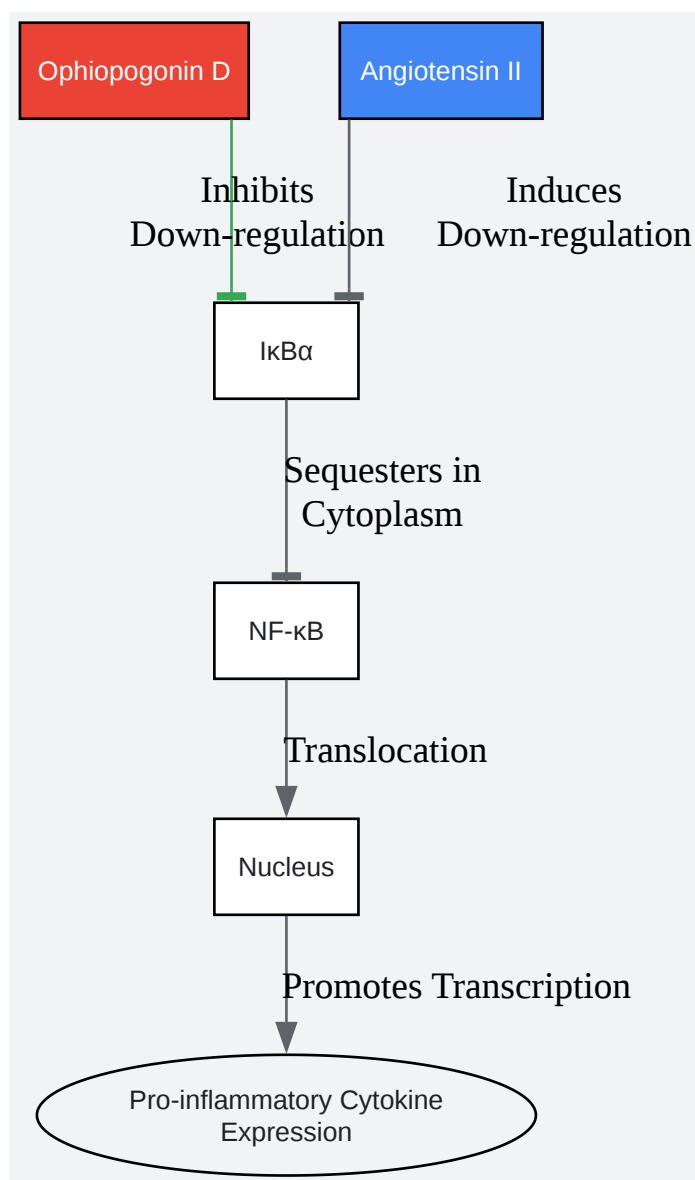 Ophiopogonin D
Angiotensin II
Inhibits
Down-regulation
Induces
Down-regulation
IκBα
Sequesters in
Cytoplasm
NF-κB
Translocation
Nucleus
Promotes Transcription
Pro-inflammatory Cytokine
Expression